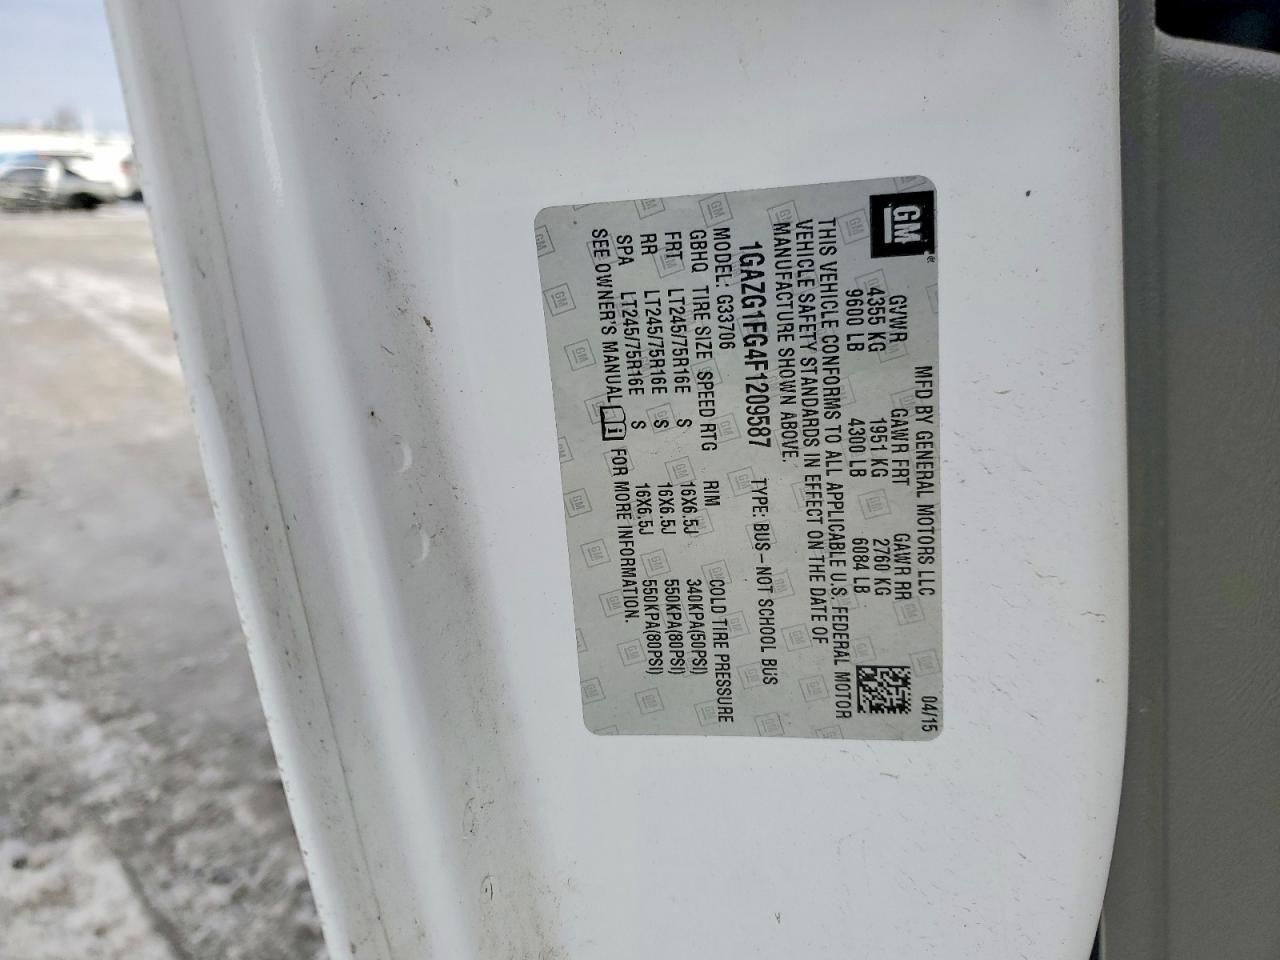 GM
MFD BY GENERAL MOTORS LLC 04/15
GVWR GAWR FRT GAWR RR
4355 KG 1951 KG 2760 KG
9600 LB 4300 LB 6084 LB
THIS VEHICLE CONFORMS TO ALL APPLICABLE U.S. FEDERAL MOTOR
VEHICLE SAFETY STANDARDS IN EFFECT ON THE DATE OF
MANUFACTURE SHOWN ABOVE.
1GAZG1FG4F1209587 TYPE: BUS – NOT SCHOOL BUS
MODEL: G33706
GBHQ TIRE SIZE SPEED RTG RIM COLD TIRE PRESSURE
FRT LT245/75R16E S 16X6.5J 340KPA(50PSI)
RR LT245/75R16E S 16X6.5J 550KPA(80PSI)
SPA LT245/75R16E S 16X6.5J 550KPA(80PSI)
SEE OWNER'S MANUAL i FOR MORE INFORMATION.